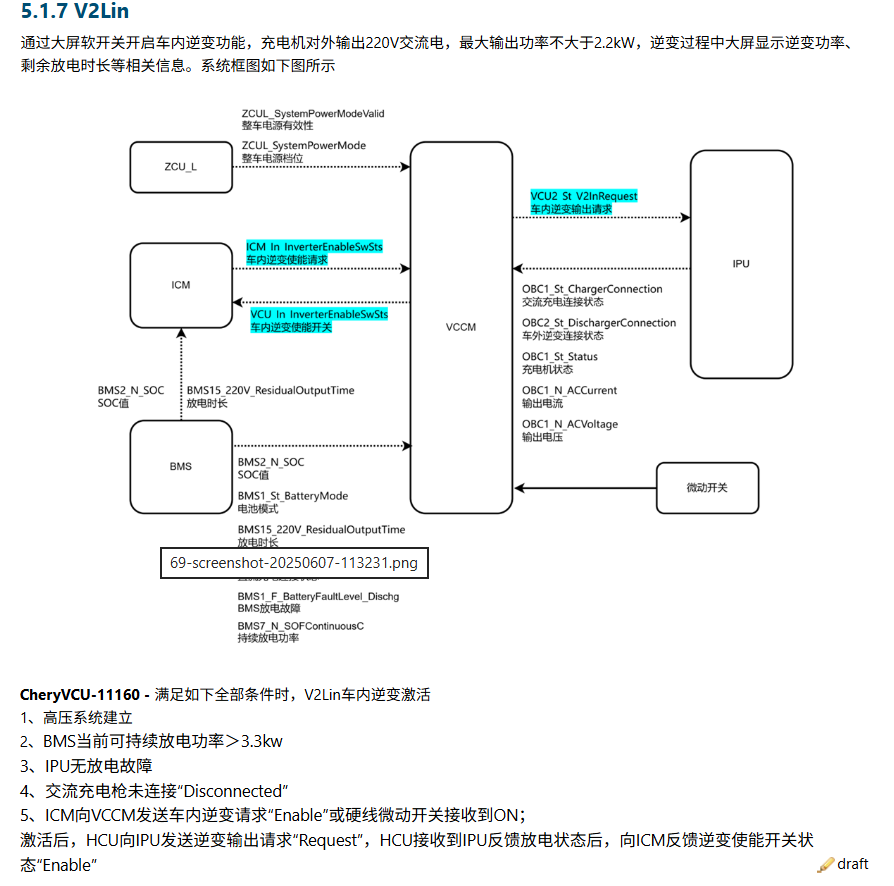 5.1.7 V2Lin
通过大屏软开关开启车内逆变功能，充电机对外输出220V交流电，最大输出功率不大于2.2kW，逆变过程中大屏显示逆变功率、
剩余放电时长等相关信息。系统框图如下图所示
ZCUL_SystemPowerModeValid
整车电源有效性
ZCUL_SystemPowerMode
整车电源档位
ZCU_L
VCU2_St_V2InRequest
车内逆变输出请求
ICM_In_InverterEnableSwSts
车内逆变使能请求
ICM
IPU
VCU_In_InverterEnableSwSts
车内逆变使能开关
VCCM
OBC1_St_ChargerConnection
交流充电连接状态
OBC2_St_DischargerConnection
车外逆变连接状态
OBC1_St_Status
充电机状态
OBC1_N_ACCurrent
输出电流
OBC1_N_ACVoltage
输出电压
BMS2_N_SOC
SOC值
BMS15_220V_ResidualOutputTime
放电时长
BMS
BMS2_N_SOC
SOC值
BMS1_St_BatteryMode
电池模式
BMS15_220V_ResidualOutputTime
放电时长
微动开关
69-screenshot-20250607-113231.png
BMS1_F_BatteryFaultLevel_Dischg
BMS放电故障
BMS7_N_SOFContinuousC
持续放电功率
CheryVCU-11160 - 满足如下全部条件时，V2Lin车内逆变激活
1、高压系统建立
2、BMS当前可持续放电功率＞3.3kw
3、IPU无放电故障
4、交流充电枪未连接“Disconnected”
5、ICM向VCCM发送车内逆变请求“Enable”或硬线微动开关接收到ON；
激活后，HCU向IPU发送逆变输出请求“Request”，HCU接收到IPU反馈放电状态后，向ICM反馈逆变使能开关状
态“Enable”
draft